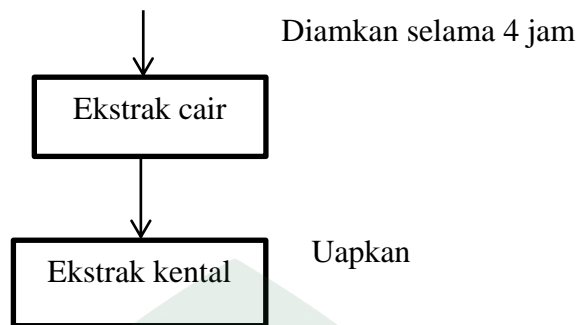 Diamkan selama 4 jam
Ekstrak cair
Uapkan
Ekstrak kental